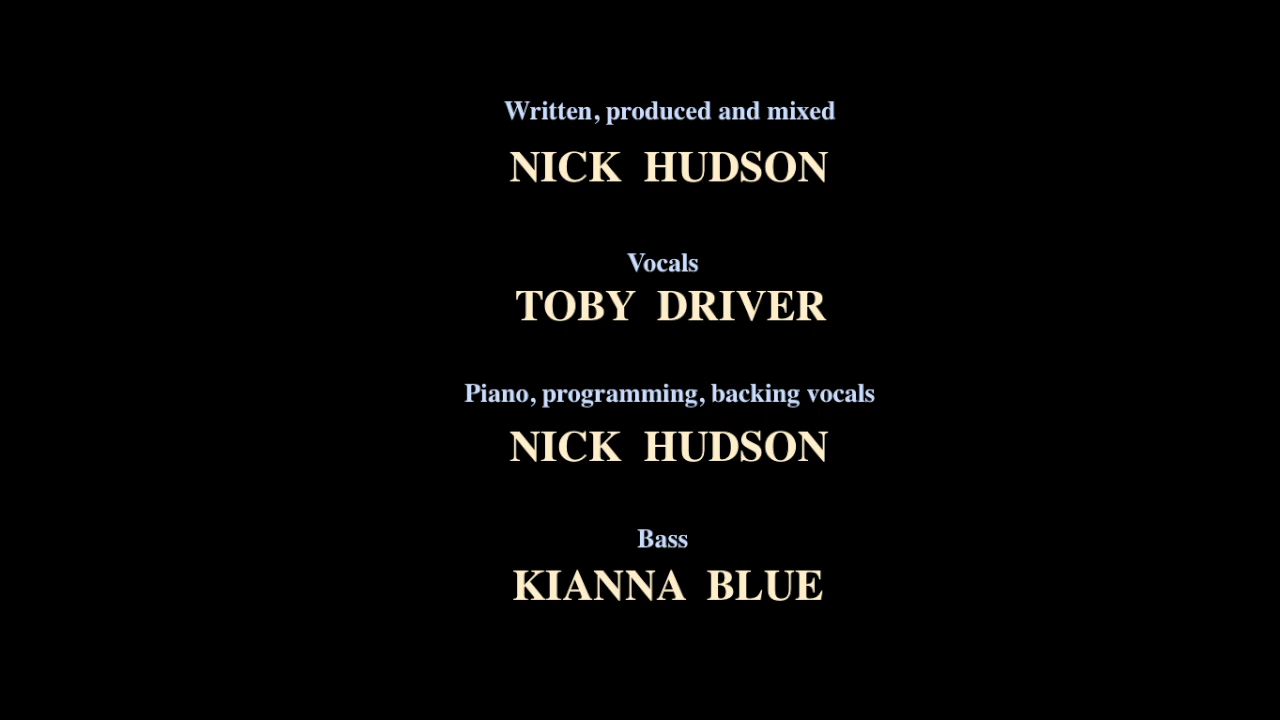 Written, produced and mixed
NICK HUDSON
Vocals
TOBY DRIVER
Piano, programming, backing vocals
NICK HUDSON
Bass
KIANNA BLUE